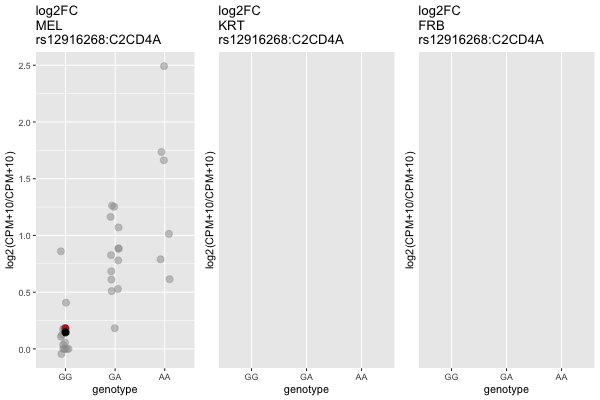 log2FC
MEL
rs12916268:C2CD4A
log2FC
KRT
rs12916268:C2CD4A
log2FC
FRB
rs12916268:C2CD4A
log2(CPM+10/CPM+10)
2.5
2.0
1.5
1.0
0.5
0.0
GG GA AA
genotype
log2(CPM+10/CPM+10)
GG GA AA
genotype
log2(CPM+10/CPM+10)
GG GA AA
genotype